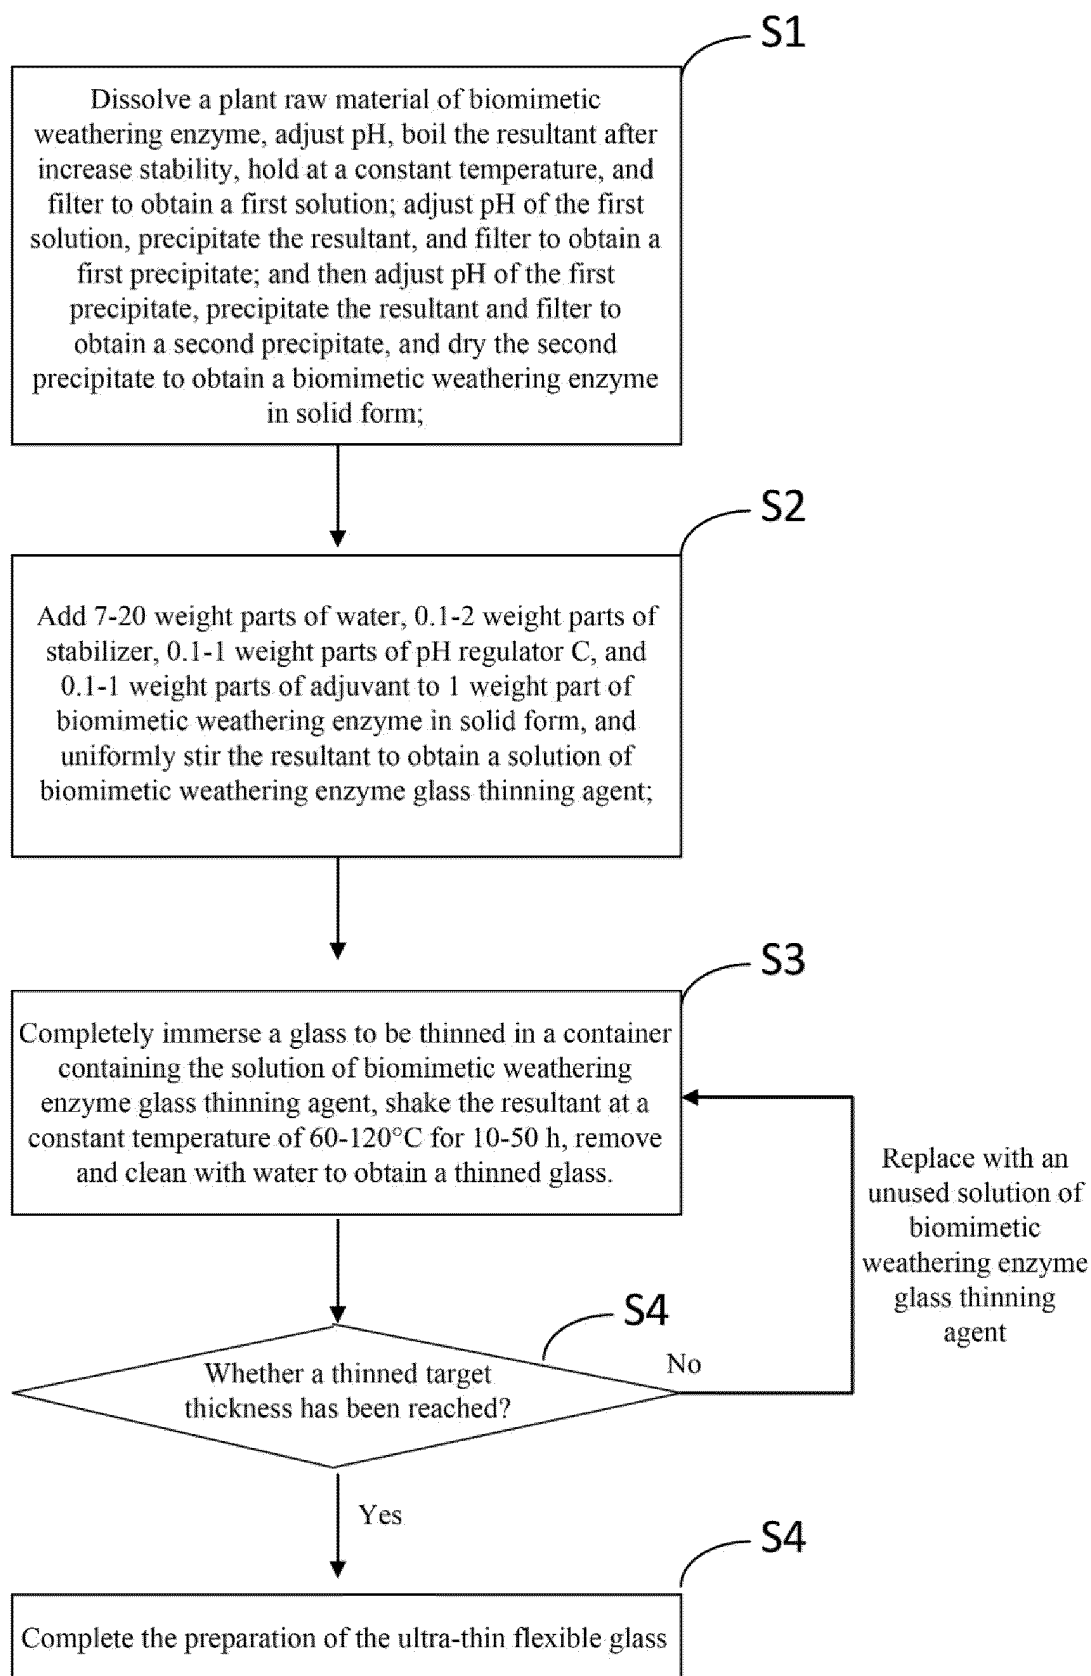 S1
Dissolve a plant raw material of biomimetic
weathering enzyme, adjust pH, boil the resultant after
increase stability, hold at a constant temperature, and
filter to obtain a first solution; adjust pH of the first
solution, precipitate the resultant, and filter to obtain a
first precipitate; and then adjust pH of the first
precipitate, precipitate the resultant and filter to
obtain a second precipitate, and dry the second
precipitate to obtain a biomimetic weathering enzyme
in solid form;
S2
Add 7-20 weight parts of water, 0.1-2 weight parts of
stabilizer, 0.1-1 weight parts of pH regulator C, and
0.1-1 weight parts of adjuvant to 1 weight part of
biomimetic weathering enzyme in solid form, and
uniformly stir the resultant to obtain a solution of
biomimetic weathering enzyme glass thinning agent;
S3
Completely immerse a glass to be thinned in a container
containing the solution of biomimetic weathering
enzyme glass thinning agent, shake the resultant at a
constant temperature of 60-120°C for 10-50 h, remove
and clean with water to obtain a thinned glass.
Replace with an
unused solution of
biomimetic
weathering enzyme
glass thinning
agent
S4
Whether a thinned target
thickness has been reached?
No
Yes
S4
Complete the preparation of the ultra-thin flexible glass